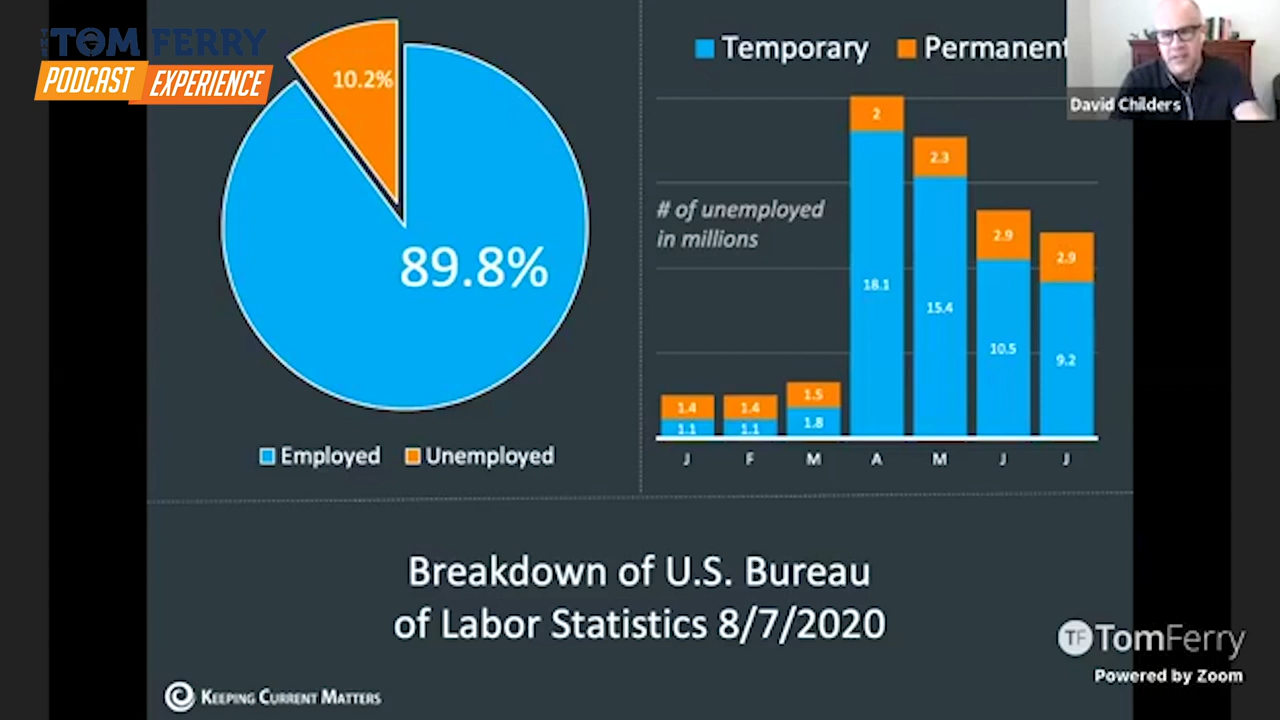 THE TOM FERRY
PODCAST EXPERIENCE
10.2%
89.8%
Employed Unemployed
Temporary Permanent
David Childers
# of unemployed
in millions
2
2.3
2.9
2.9
18.1
15.4
10.5
9.2
1.4
1.4
1.5
1.1
1.1
1.8
J F M A M J J
Breakdown of U.S. Bureau
of Labor Statistics 8/7/2020
KEEPING CURRENT MATTERS
TF TomFerry
Powered by Zoom